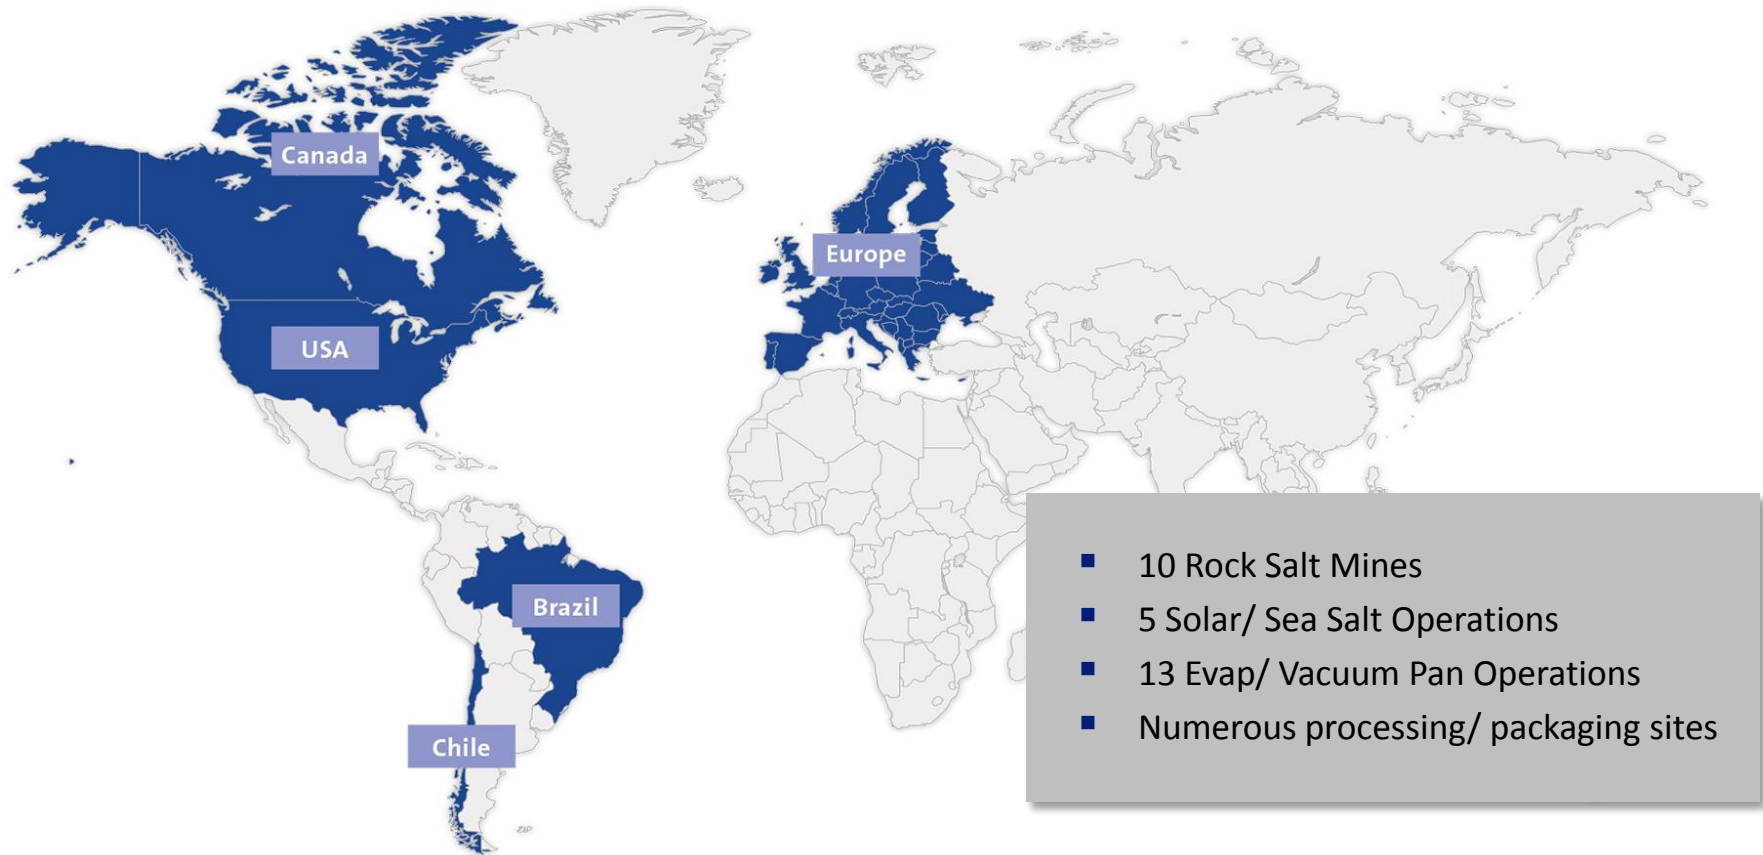 Canada
Europe
USA
Brazil
Chile
▪ 10 Rock Salt Mines
▪ 5 Solar/ Sea Salt Operations
▪ 13 Evap/ Vacuum Pan Operations
▪ Numerous processing/ packaging sites